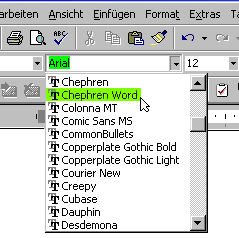 arbeiten Ansicht Einfügen Format Extras Ta
ABC
Arial 12
Chephren
Chephren Word
Colonna MT
Comic Sans MS
CommonBullets
Copperplate Gothic Bold
Copperplate Gothic Light
Courier New
Creepy
Cubase
Dauphin
Desdemona